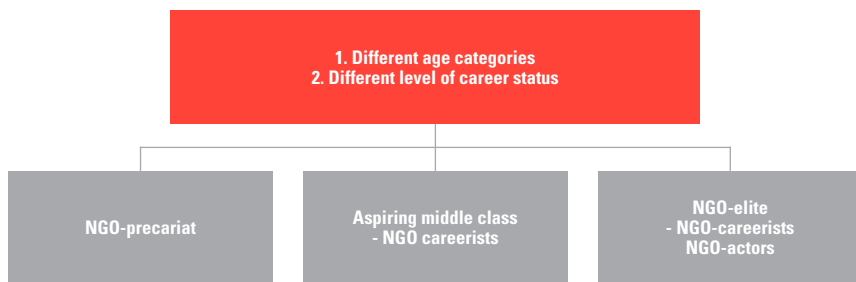 1. Different age categories
2. Different level of career status
NGO-precariat
Aspiring middle class
- NGO careerists
NGO-elite
- NGO-careerists
NGO-actors